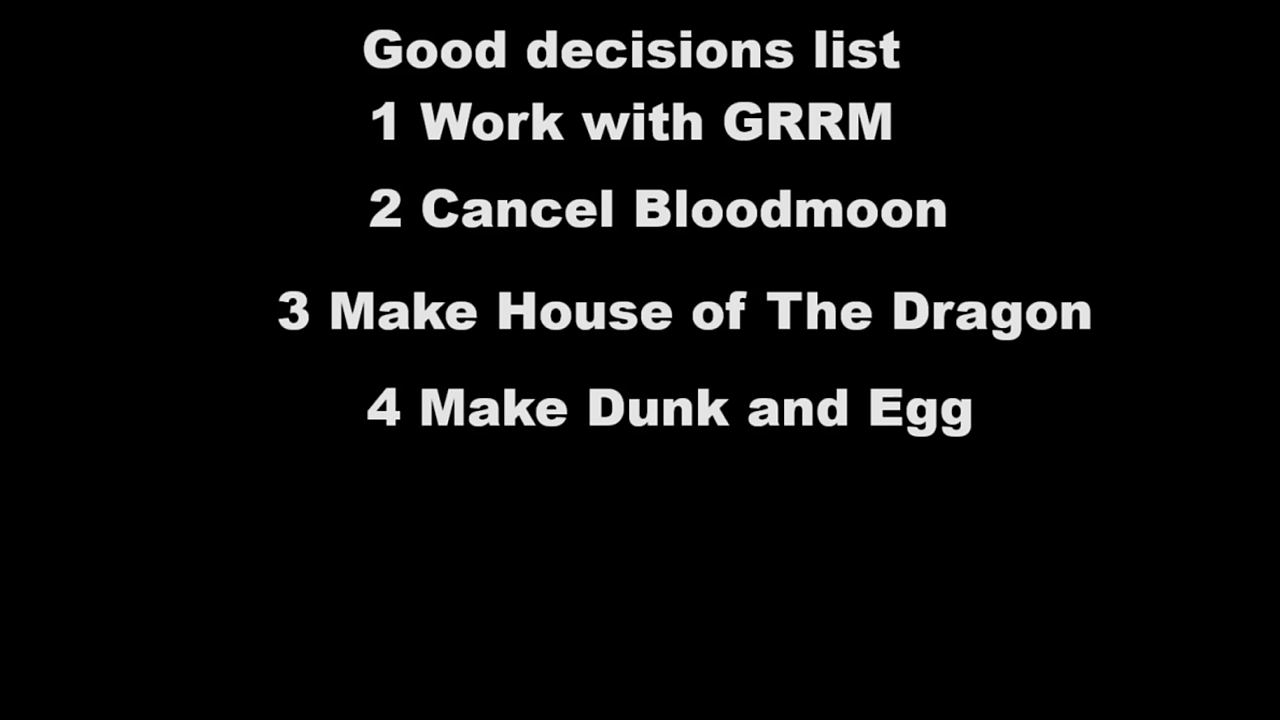 Good decisions list
1 Work with GRRM
2 Cancel Bloodmoon
3 Make House of The Dragon
4 Make Dunk and Egg